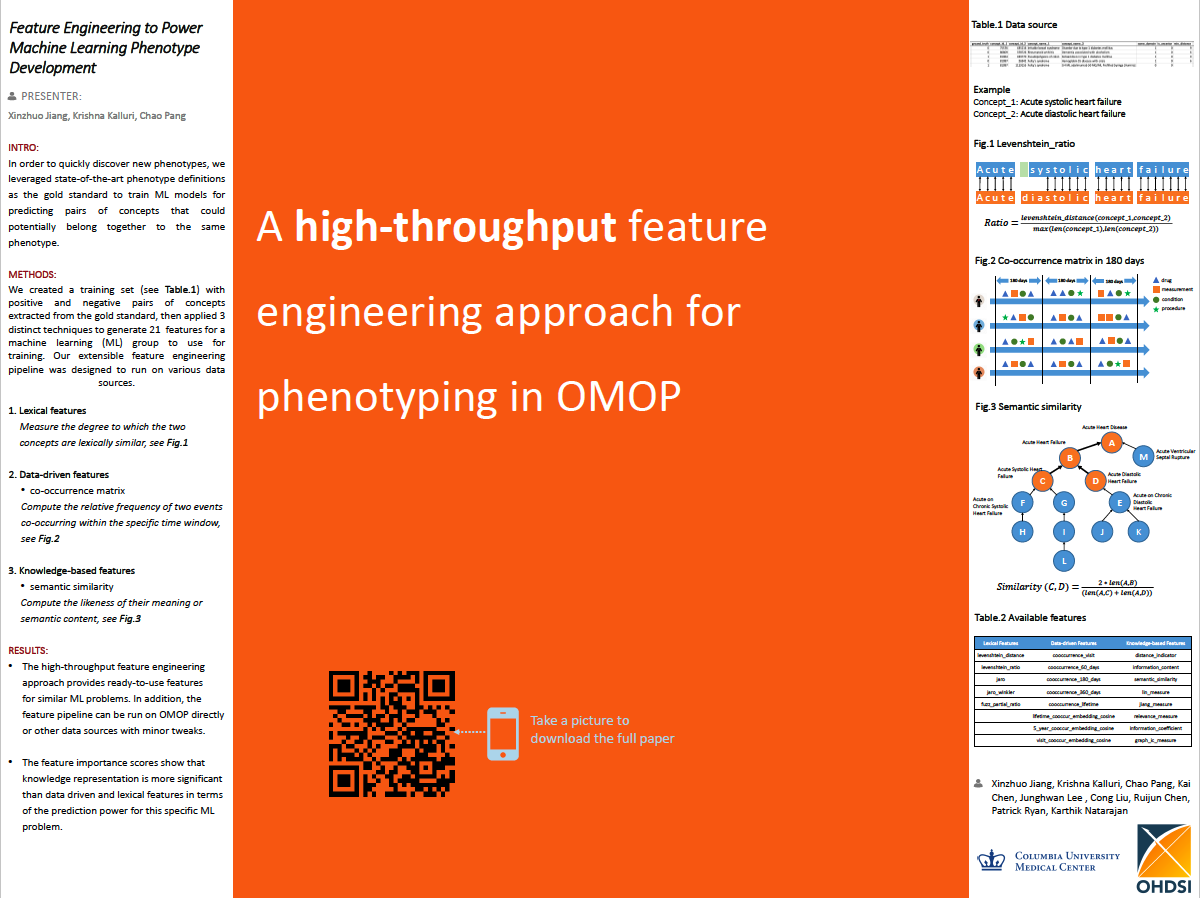 Feature Engineering to Power
Machine Learning Phenotype
Development
PRESENTER:
Xinzhuo Jiang, Krishna Kalluri, Chao Pang
INTRO:
In order to quickly discover new phenotypes, we
leveraged state-of-the-art phenotype definitions
as the gold standard to train ML models for
predicting pairs of concepts that could
potentially belong together to the same
phenotype.
METHODS:
We created a training set (see Table.1) with
positive and negative pairs of concepts
extracted from the gold standard, then applied 3
distinct techniques to generate 21 features for a
machine learning (ML) group to use for
training. Our extensible feature engineering
pipeline was designed to run on various data
sources.
1. Lexical features
Measure the degree to which the two
concepts are lexically similar, see Fig.1
2. Data-driven features
• co-occurrence matrix
Compute the relative frequency of two events
co-occurring within the specific time window,
see Fig.2
3. Knowledge-based features
• semantic similarity
Compute the likeness of their meaning or
semantic content, see Fig.3
RESULTS:
• The high-throughput feature engineering
approach provides ready-to-use features
for similar ML problems. In addition, the
feature pipeline can be run on OMOP directly
or other data sources with minor tweaks.
• The feature importance scores show that
knowledge representation is more significant
than data driven and lexical features in terms
of the prediction power for this specific ML
problem.
A high-throughput feature
engineering approach for
phenotyping in OMOP
Take a picture to
download the full paper
Table.1 Data source
Example
Concept_1: Acute systolic heart failure
Concept_2: Acute diastolic heart failure
Fig.1 Levenshtein_ratio
Acute systolic heart failure
Acute diastolic heart failure
Ratio = levenshtein_distance(concept_1,concept_2)
max(len(concept_1),len(concept_2))
Fig.2 Co-occurrence matrix in 180 days
180 days 180 days 180 days
drug
measurement
condition
procedure
Fig.3 Semantic similarity
Acute Heart Disease
A
Acute Heart Failure
B
M
Acute Ventricular
Septal Rupture
Acute Systolic Heart
Failure
C
D
Acute Diastolic
Heart Failure
Acute on
Chronic Systolic
Heart Failure
F
G
E
Acute on Chronic
Diastolic
Heart Failure
H
I
J
K
L
Similarity (C,D) = 2 * len(A,B)
(len(A,C) + len(A,D))
Table.2 Available features
Lexical Features Data-driven Features Knowledge-based Features
levenshtein_distance cooccurrence_visit distance_indicator
levenshtein_ratio cooccurrence_60_days information_content
jaro cooccurrence_180_days semantic_similarity
jaro_winkler cooccurrence_360_days lin_measure
fuzz_partial_ratio cooccurrence_lifetime jiang_measure
lifetime_cooccur_embedding_cosine relevance_measure
5_year_cooccur_embedding_cosine information_coefficient
visit_cooccur_embedding_cosine graph_ic_measure
Xinzhuo Jiang, Krishna Kalluri, Chao Pang, Kai
Chen, Junghwan Lee , Cong Liu, Ruijun Chen,
Patrick Ryan, Karthik Natarajan
COLUMBIA UNIVERSITY
MEDICAL CENTER
OHDSI